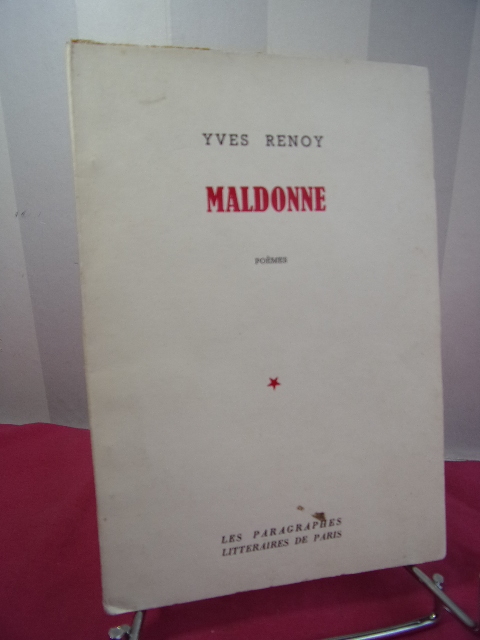 YVES RENOY
MALDONNE
POÈMES
LES PARAGRAPHES
LITTERAIRES DE PARIS